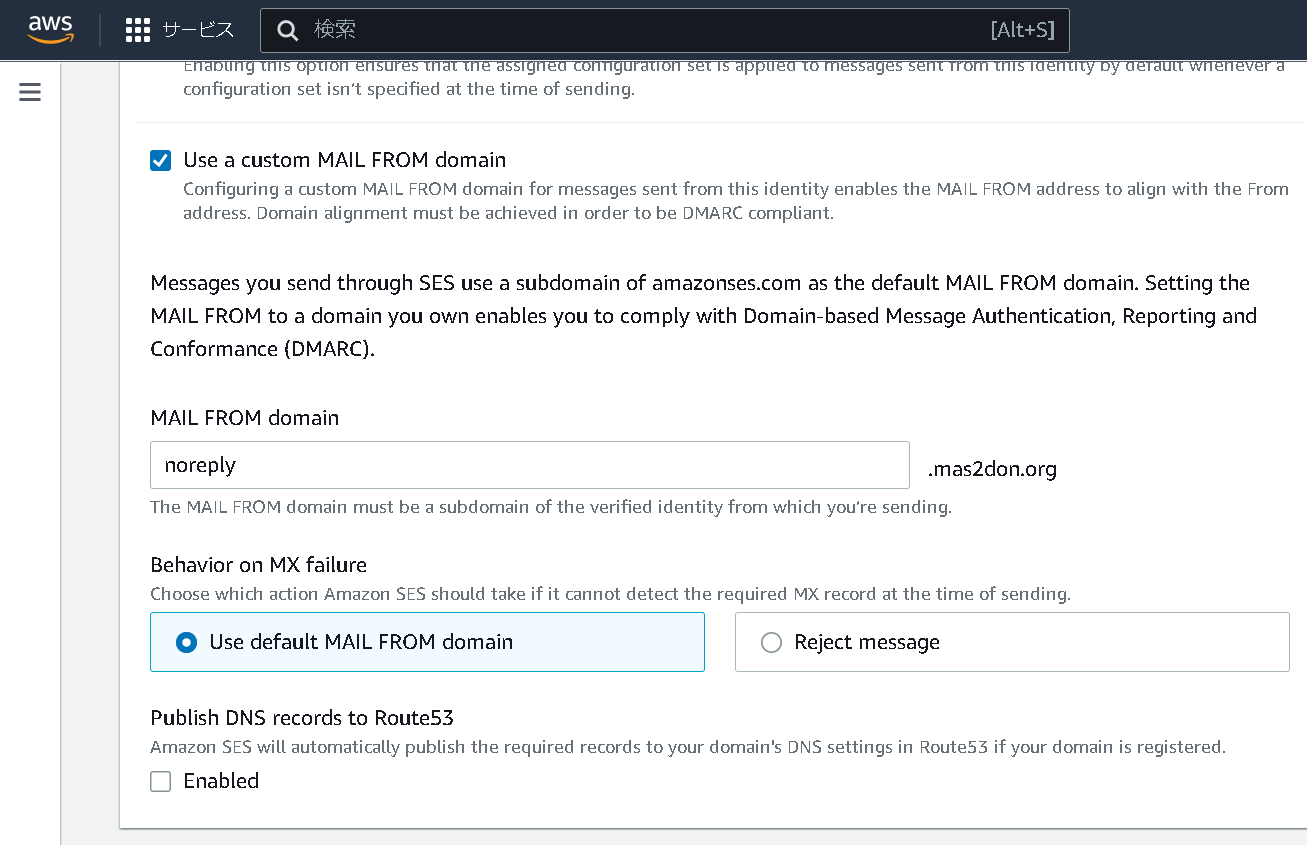 aws
サービス
検索
[Alt+S]
Enabling this option ensures that the assigned configuration set is applied to messages sent from this identity by default whenever a
configuration set isn't specified at the time of sending.
Use a custom MAIL FROM domain
Configuring a custom MAIL FROM domain for messages sent from this identity enables the MAIL FROM address to align with the From
address. Domain alignment must be achieved in order to be DMARC compliant.
Messages you send through SES use a subdomain of amazonses.com as the default MAIL FROM domain. Setting the
MAIL FROM to a domain you own enables you to comply with Domain-based Message Authentication, Reporting and
Conformance (DMARC).
MAIL FROM domain
noreply
.mas2don.org
The MAIL FROM domain must be a subdomain of the verified identity from which you're sending.
Behavior on MX failure
Choose which action Amazon SES should take if it cannot detect the required MX record at the time of sending.
Use default MAIL FROM domain
Reject message
Publish DNS records to Route53
Amazon SES will automatically publish the required records to your domain's DNS settings in Route53 if your domain is registered.
Enabled